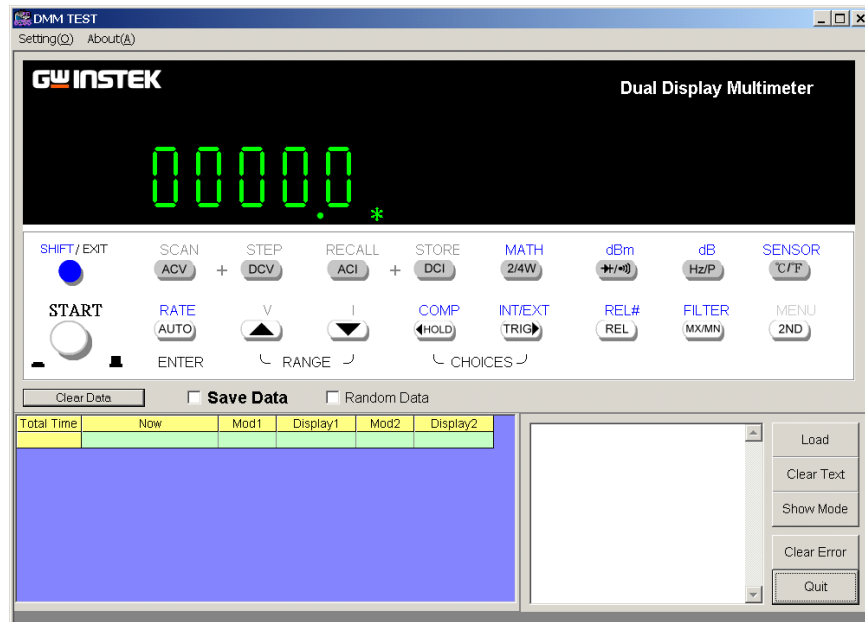 DMM TEST
Setting(O) About(A)
GWINSTEK
Dual Display Multimeter
00000.0 *
SHIFT/EXIT SCAN STEP RECALL STORE MATH dBm dB SENSOR
ACV + DCV ACI + DCI 2/4W Hz/P °C/°F
START RATE V I COMP INT/EXT REL# FILTER MENU
AUTO HOLD TRIG REL MX/MN 2ND
ENTER RANGE CHOICES
Clear Data Save Data Random Data
Total Time Now Mod1 Display1 Mod2 Display2
Load
Clear Text
Show Mode
Clear Error
Quit